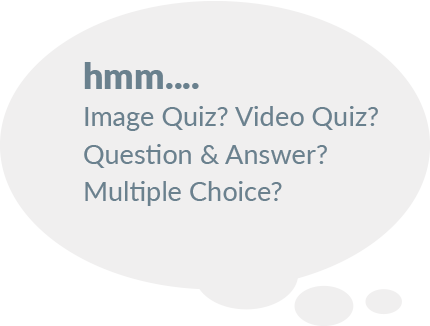 hmm....
Image Quiz? Video Quiz?
Question & Answer?
Multiple Choice?